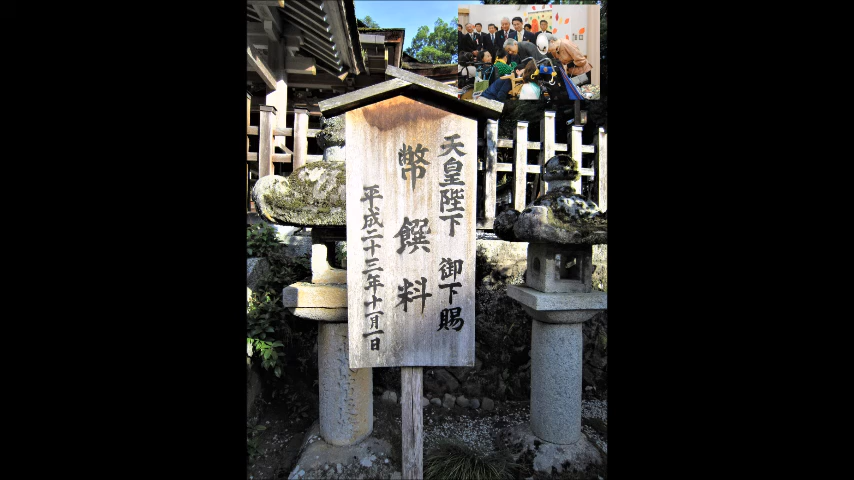 天皇陛下 御下賜
幣饌料
平成二十三年十一月一日